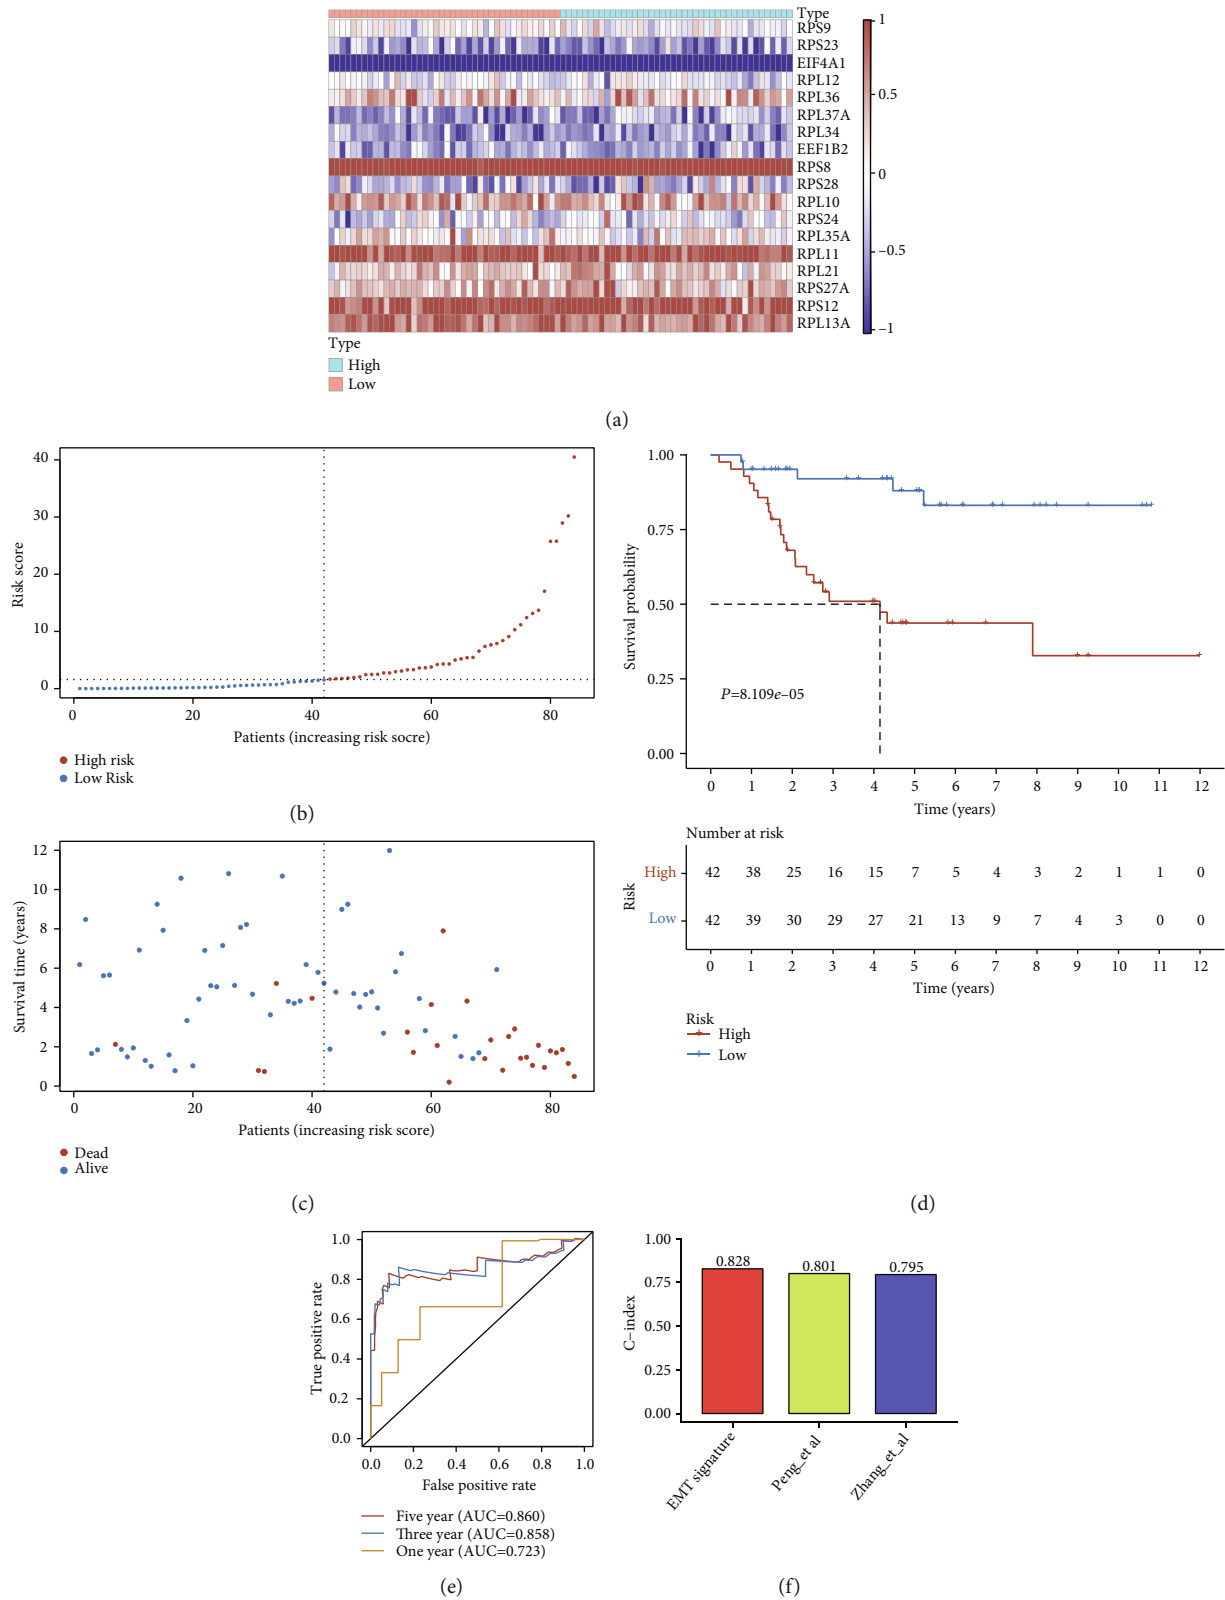 Type
RPS9
RPS23
EIF4A1
RPL12
RPL36
RPL37A
RPL34
EEF1B2
RPS8
RPS28
RPL10
RPS24
RPL35A
RPL11
RPL21
RPS27A
RPS12
RPL13A
1
0.5
0
−0.5
−1
Type
High
Low
(a)
Risk score
40
30
20
10
0
0 20 40 60 80
Patients (increasing risk socre)
High risk
Low Risk
(b)
Survival time (years)
12
10
8
6
4
2
0
0 20 40 60 80
Patients (increasing risk score)
Dead
Alive
(c)
Survival probability
1.00
0.75
0.50
0.25
0.00
P=8.109e−05
0 1 2 3 4 5 6 7 8 9 10 11 12
Time (years)
Number at risk
Risk
High 42 38 25 16 15 7 5 4 3 2 1 1 0
Low 42 39 30 29 27 21 13 9 7 4 3 0 0
0 1 2 3 4 5 6 7 8 9 10 11 12
Time (years)
Risk
High
Low
(d)
True positive rate
1.0
0.8
0.6
0.4
0.2
0.0
0.0 0.2 0.4 0.6 0.8 1.0
False positive rate
Five year (AUC=0.860)
Three year (AUC=0.858)
One year (AUC=0.723)
(e)
C−index
1.00
0.75
0.50
0.25
0.00
0.828
0.801
0.795
EMT signature
Peng_et al
Zhang_et_al
(f)